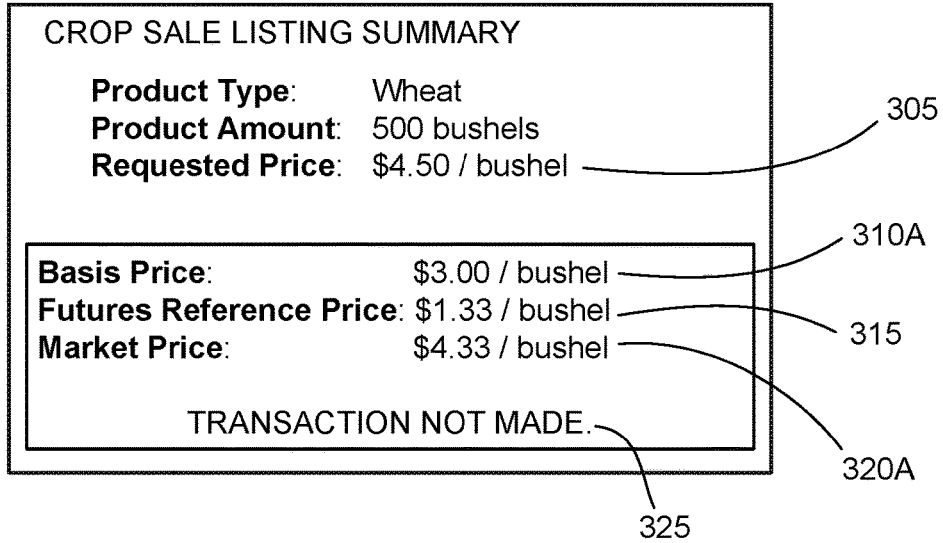 CROP SALE LISTING SUMMARY
Product Type: Wheat
Product Amount: 500 bushels
Requested Price: $4.50 / bushel
305
310A
Basis Price: $3.00 / bushel
Futures Reference Price: $1.33 / bushel
315
Market Price: $4.33 / bushel
TRANSACTION NOT MADE.
320A
325